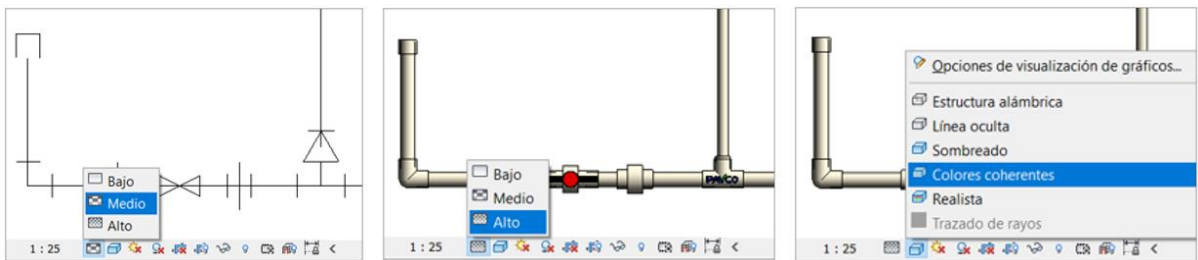 Bajo
Medio
Alto
1 : 25
Bajo
Medio
Alto
PAVCO
1 : 25
Opciones de visualización de gráficos...
Estructura alámbrica
Línea oculta
Sombreado
Colores coherentes
Realista
Trazado de rayos
1 : 25